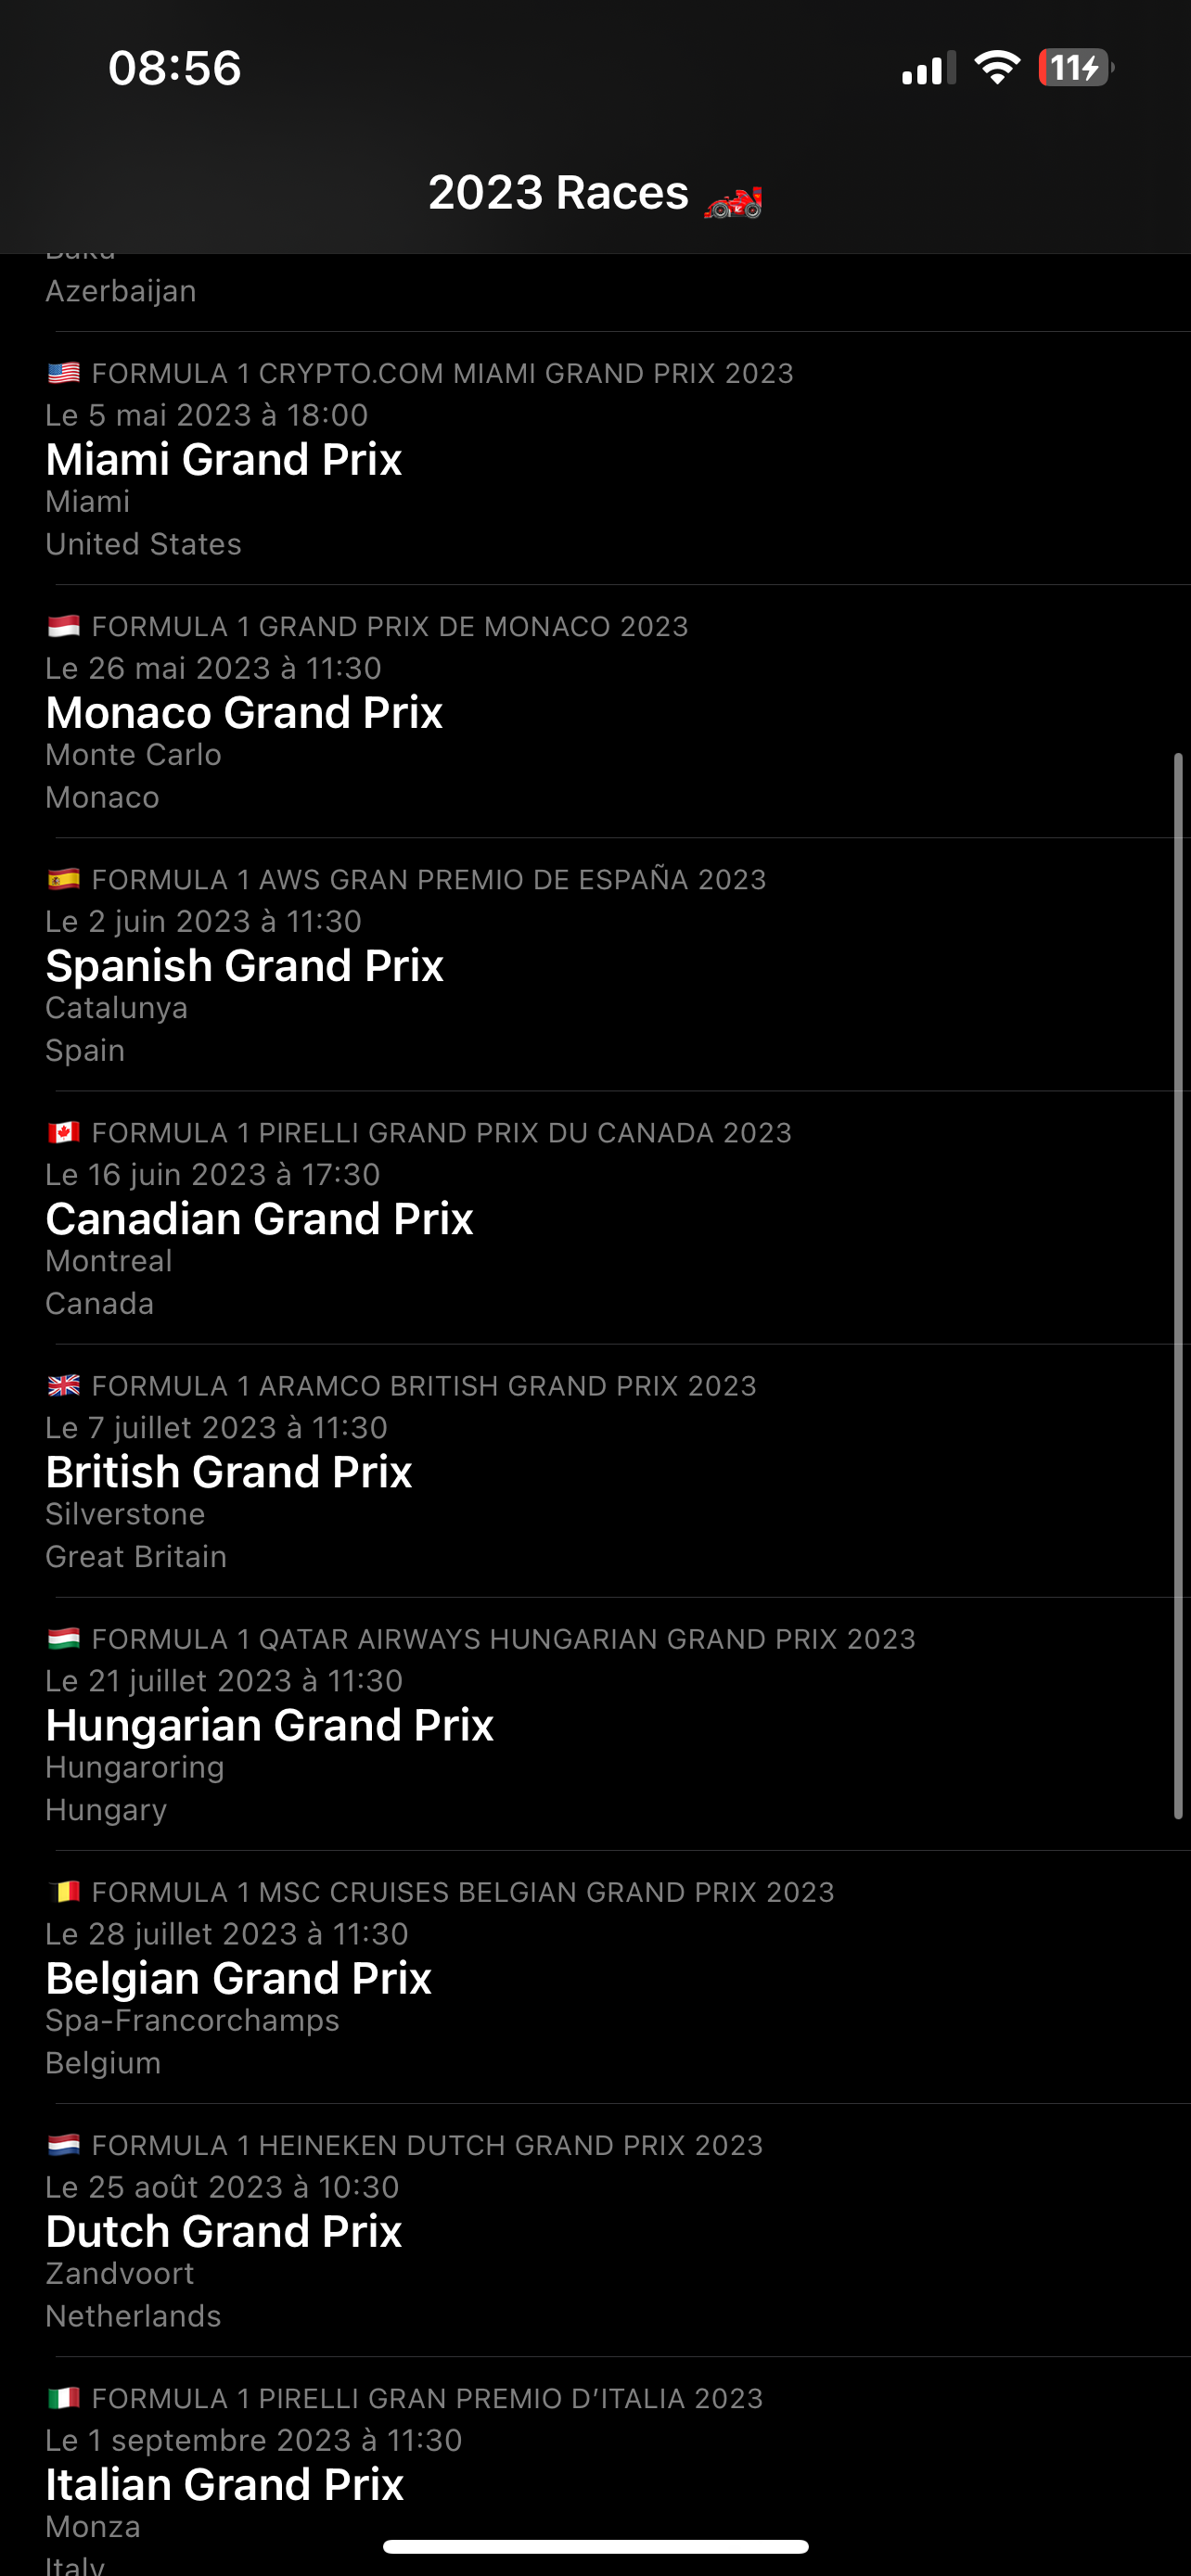 08:56
11
2023 Races
Baku
Azerbaijan
FORMULA 1 CRYPTO.COM MIAMI GRAND PRIX 2023
Le 5 mai 2023 à 18:00
Miami Grand Prix
Miami
United States
FORMULA 1 GRAND PRIX DE MONACO 2023
Le 26 mai 2023 à 11:30
Monaco Grand Prix
Monte Carlo
Monaco
FORMULA 1 AWS GRAN PREMIO DE ESPAÑA 2023
Le 2 juin 2023 à 11:30
Spanish Grand Prix
Catalunya
Spain
FORMULA 1 PIRELLI GRAND PRIX DU CANADA 2023
Le 16 juin 2023 à 17:30
Canadian Grand Prix
Montreal
Canada
FORMULA 1 ARAMCO BRITISH GRAND PRIX 2023
Le 7 juillet 2023 à 11:30
British Grand Prix
Silverstone
Great Britain
FORMULA 1 QATAR AIRWAYS HUNGARIAN GRAND PRIX 2023
Le 21 juillet 2023 à 11:30
Hungarian Grand Prix
Hungaroring
Hungary
FORMULA 1 MSC CRUISES BELGIAN GRAND PRIX 2023
Le 28 juillet 2023 à 11:30
Belgian Grand Prix
Spa-Francorchamps
Belgium
FORMULA 1 HEINEKEN DUTCH GRAND PRIX 2023
Le 25 août 2023 à 10:30
Dutch Grand Prix
Zandvoort
Netherlands
FORMULA 1 PIRELLI GRAN PREMIO D’ITALIA 2023
Le 1 septembre 2023 à 11:30
Italian Grand Prix
Monza
Italy